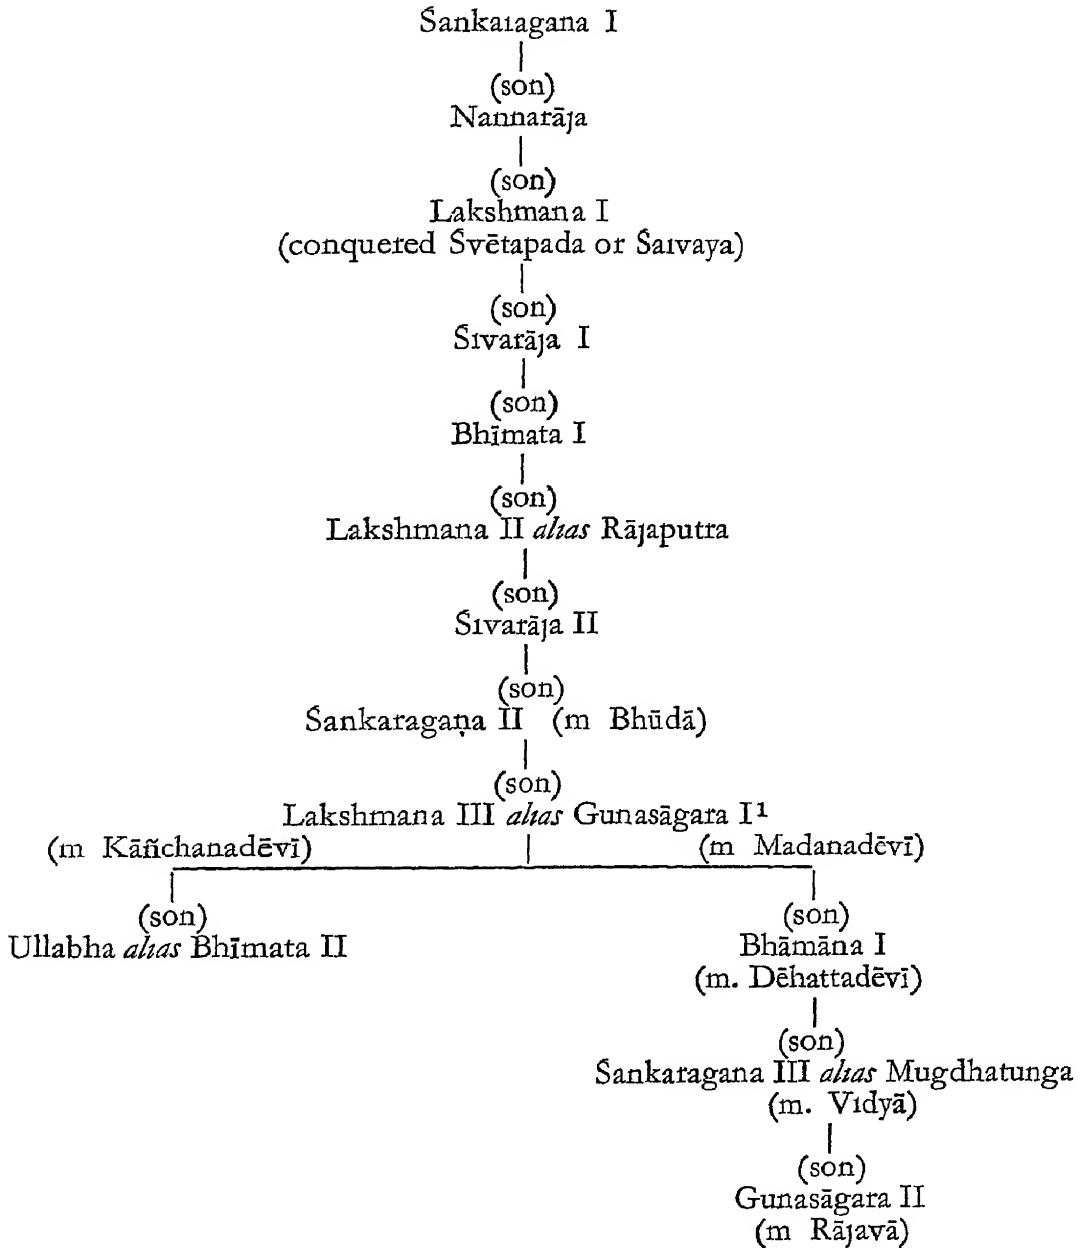 Śankaragana I
(son)
Nannarāja
(son)
Lakshmana I
(conquered Śvētapada or Śaivaya)
(son)
Śivarāja I
(son)
Bhīmata I
(son)
Lakshmana II alias Rājaputra
(son)
Śivarāja II
(son)
Śankaragaṇa II (m Bhūdā)
(son)
Lakshmana III alias Gunasāgara I¹
(m Kāñchanadēvī) (m Madanadēvī)
(son) (son)
Ullabha alias Bhīmata II Bhāmāna I
(m. Dēhattadēvī)
(son)
Śankaragana III alias Mugdhatunga
(m. Vidyā)
(son)
Gunasāgara II
(m Rājavā)